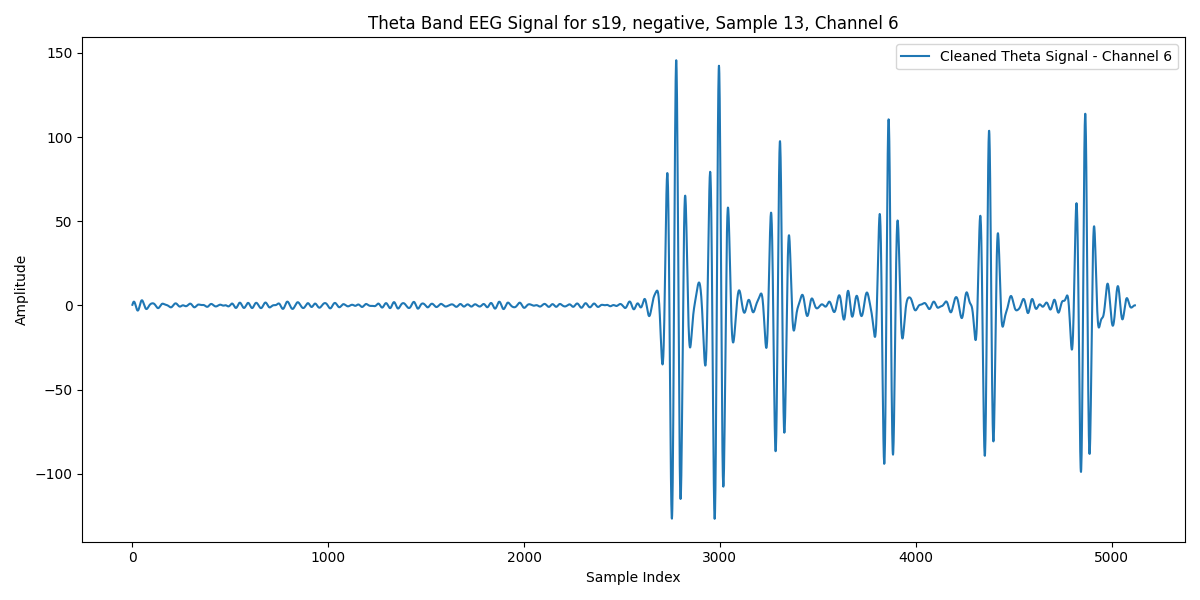 Theta Band EEG Signal for s19, negative, Sample 13, Channel 6
Cleaned Theta Signal - Channel 6
150
100
50
0
−50
−100
Amplitude
0 1000 2000 3000 4000 5000
Sample Index